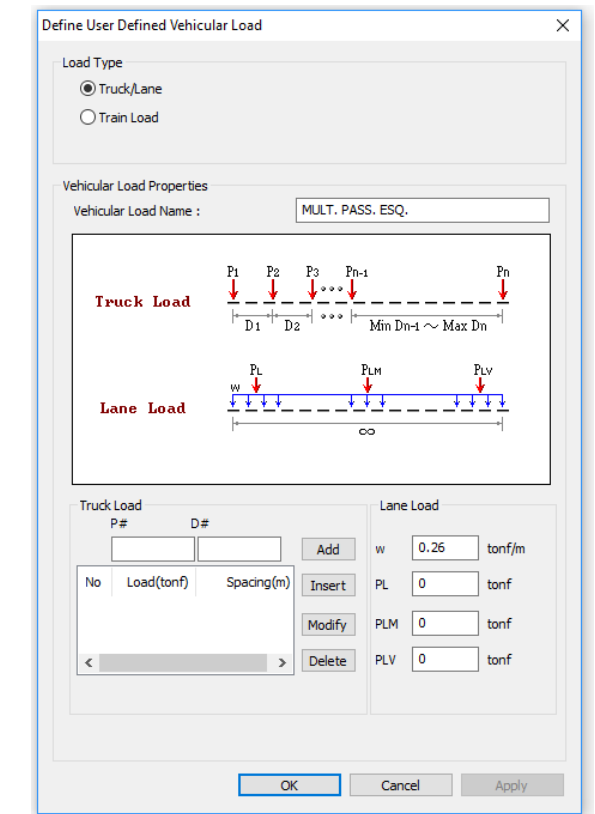 Define User Defined Vehicular Load
Load Type
Truck/Lane
Train Load
Vehicular Load Properties
Vehicular Load Name :
MULT. PASS. ESQ.
P1 P2 P3 Pn-1 Pn
Truck Load
D1 D2 Min Dn-1 ～ Max Dn
PL PLM PLV
w
Lane Load
∞
Truck Load
P# D#
Add
No Load(tonf) Spacing(m)
Insert
Modify
Delete
Lane Load
w 0.26 tonf/m
PL 0 tonf
PLM 0 tonf
PLV 0 tonf
OK Cancel Apply